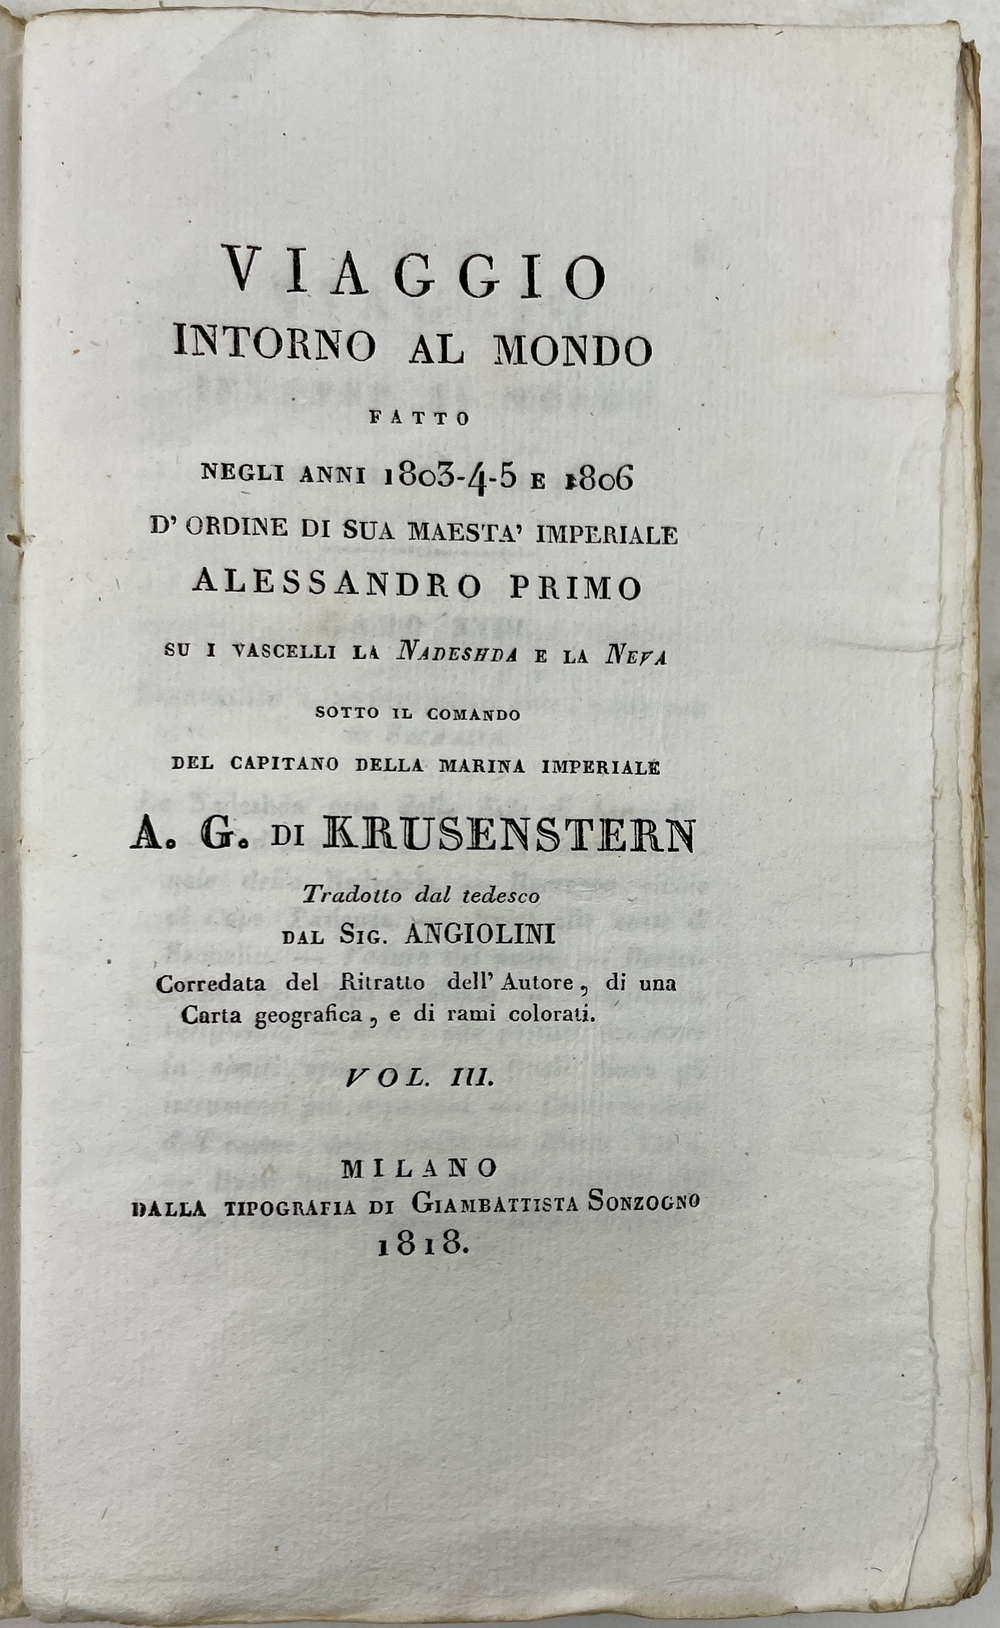 VIAGGIO
INTORNO AL MONDO
FATTO
NEGLI ANNI 1803-4-5 E 1806
D' ORDINE DI SUA MAESTA' IMPERIALE
ALESSANDRO PRIMO
SU I VASCELLI LA NADESHDA E LA NEVA
SOTTO IL COMANDO
DEL CAPITANO DELLA MARINA IMPERIALE
A. G. DI KRUSENSTERN
Tradotto dal tedesco
DAL SIG. ANGIOLINI
Corredata del Ritratto dell' Autore, di una
Carta geografica, e di rami colorati.
VOL. III.
MILANO
DALLA TIPOGRAFIA DI GIAMBATTISTA SONZOGNO
1818.